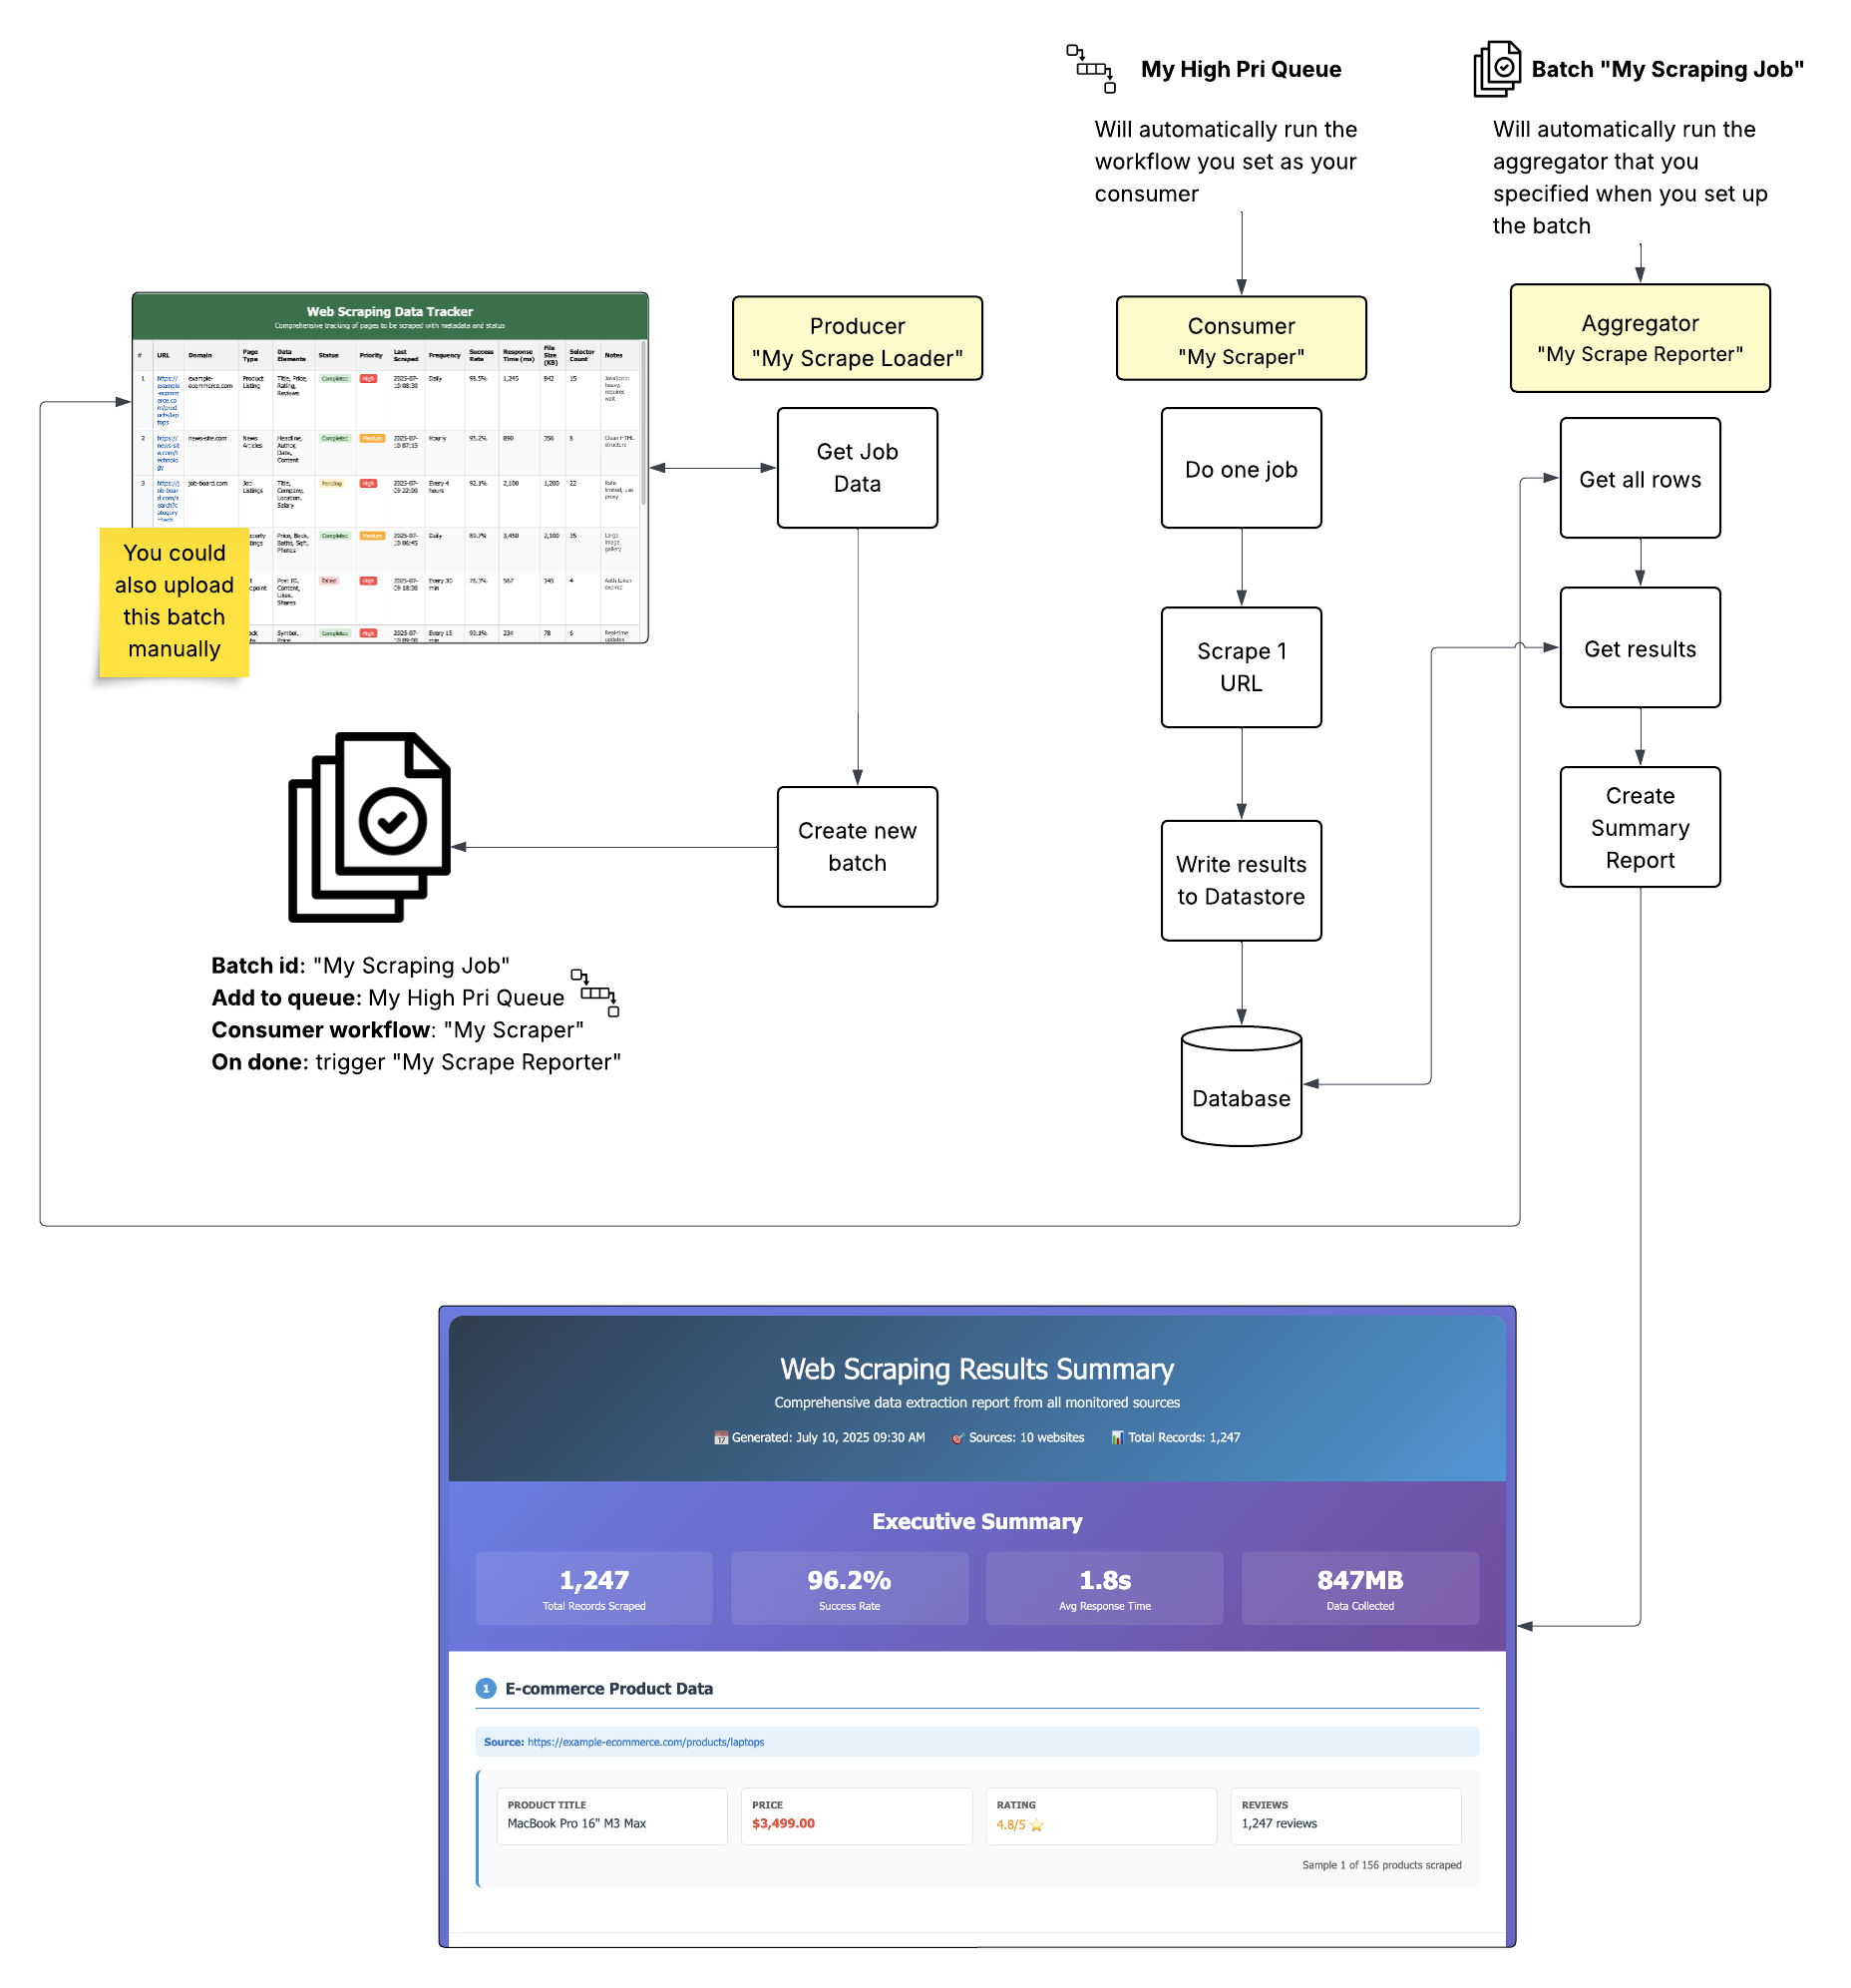 My High Pri Queue
Will automatically run the
workflow you set as your
consumer
Batch "My Scraping Job"
Will automatically run the
aggregator that you
specified when you set up
the batch
Web Scraping Data Tracker
Comprehensive tracking of pages to be scraped with metadata and status
# URL Domain Page Type Data Elements Status Priority Last Scraped Frequency Success Rate Response Time (ms) File Size (KB) Selector Count Notes
1 https://example-ecommerce.com/products/laptops example-ecommerce.com Product Listing Title, Price, Rating, Reviews Completed High 2025-07-10 08:30 Daily 98.5% 1,245 842 15 JavaScript heavy, requires wait
2 https://news-site.com/technology news-site.com News Articles Headline, Author, Date, Content Completed Medium 2025-07-10 07:15 Hourly 95.2% 890 356 8 Clean HTML structure
3 https://job-board.com/search?category=tech job-board.com Job Listings Title, Company, Location, Salary Pending High 2025-07-09 22:00 Every 4 hours 92.1% 2,100 1,200 22 Rate limited, use proxy
Price, Beds, Baths, Sqft, Photos Completed Medium 2025-07-10 06:45 Daily 89.7% 3,450 2,100 35 Large image gallery
Post ID, Content, Likes, Shares Failed High 2025-07-09 18:30 Every 30 min 76.3% 567 145 4 Auth token expired
Symbol, Price Completed High 2025-07-10 09:00 Every 15 min 234 78 6 Real-time updates
You could
also upload
this batch
manually
Producer
"My Scrape Loader"
Get Job
Data
Create new
batch
Batch id: "My Scraping Job"
Add to queue: My High Pri Queue
Consumer workflow: "My Scraper"
On done: trigger "My Scrape Reporter"
Consumer
"My Scraper"
Do one job
Scrape 1
URL
Write results
to Datastore
Database
Aggregator
"My Scrape Reporter"
Get all rows
Get results
Create
Summary
Report
Web Scraping Results Summary
Comprehensive data extraction report from all monitored sources
Generated: July 10, 2025 09:30 AM Sources: 10 websites Total Records: 1,247
Executive Summary
1,247
Total Records Scraped
96.2%
Success Rate
1.8s
Avg Response Time
847MB
Data Collected
1 E-commerce Product Data
Source: https://example-ecommerce.com/products/laptops
PRODUCT TITLE
MacBook Pro 16" M3 Max
PRICE
$3,499.00
RATING
4.8/5 ⭐
REVIEWS
1,247 reviews
Sample 1 of 156 products scraped